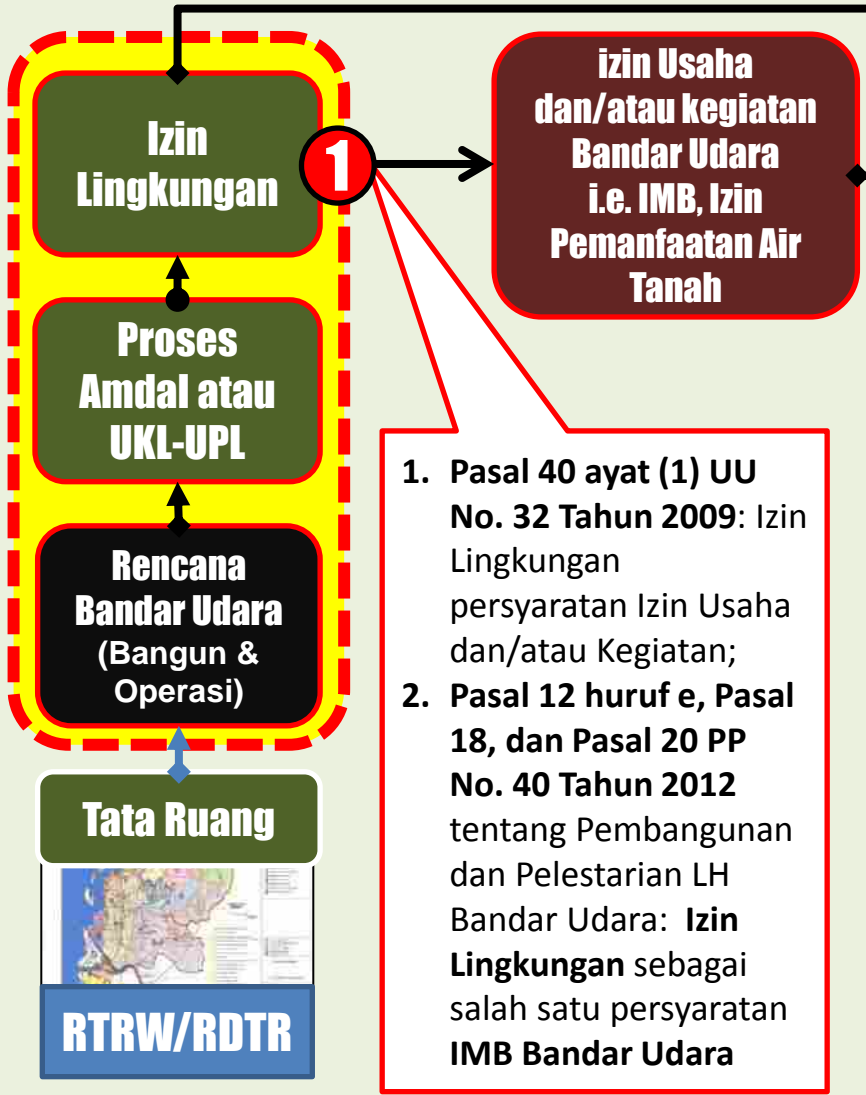 Izin
Lingkungan
1
izin Usaha
dan/atau kegiatan
Bandar Udara
i.e. IMB, Izin
Pemanfaatan Air
Tanah
Proses
Amdal atau
UKL-UPL
Rencana
Bandar Udara
(Bangun &
Operasi)
Tata Ruang
RTRW/RDTR
1. Pasal 40 ayat (1) UU
No. 32 Tahun 2009: Izin
Lingkungan
persyaratan Izin Usaha
dan/atau Kegiatan;
2. Pasal 12 huruf e, Pasal
18, dan Pasal 20 PP
No. 40 Tahun 2012
tentang Pembangunan
dan Pelestarian LH
Bandar Udara: Izin
Lingkungan sebagai
salah satu persyaratan
IMB Bandar Udara